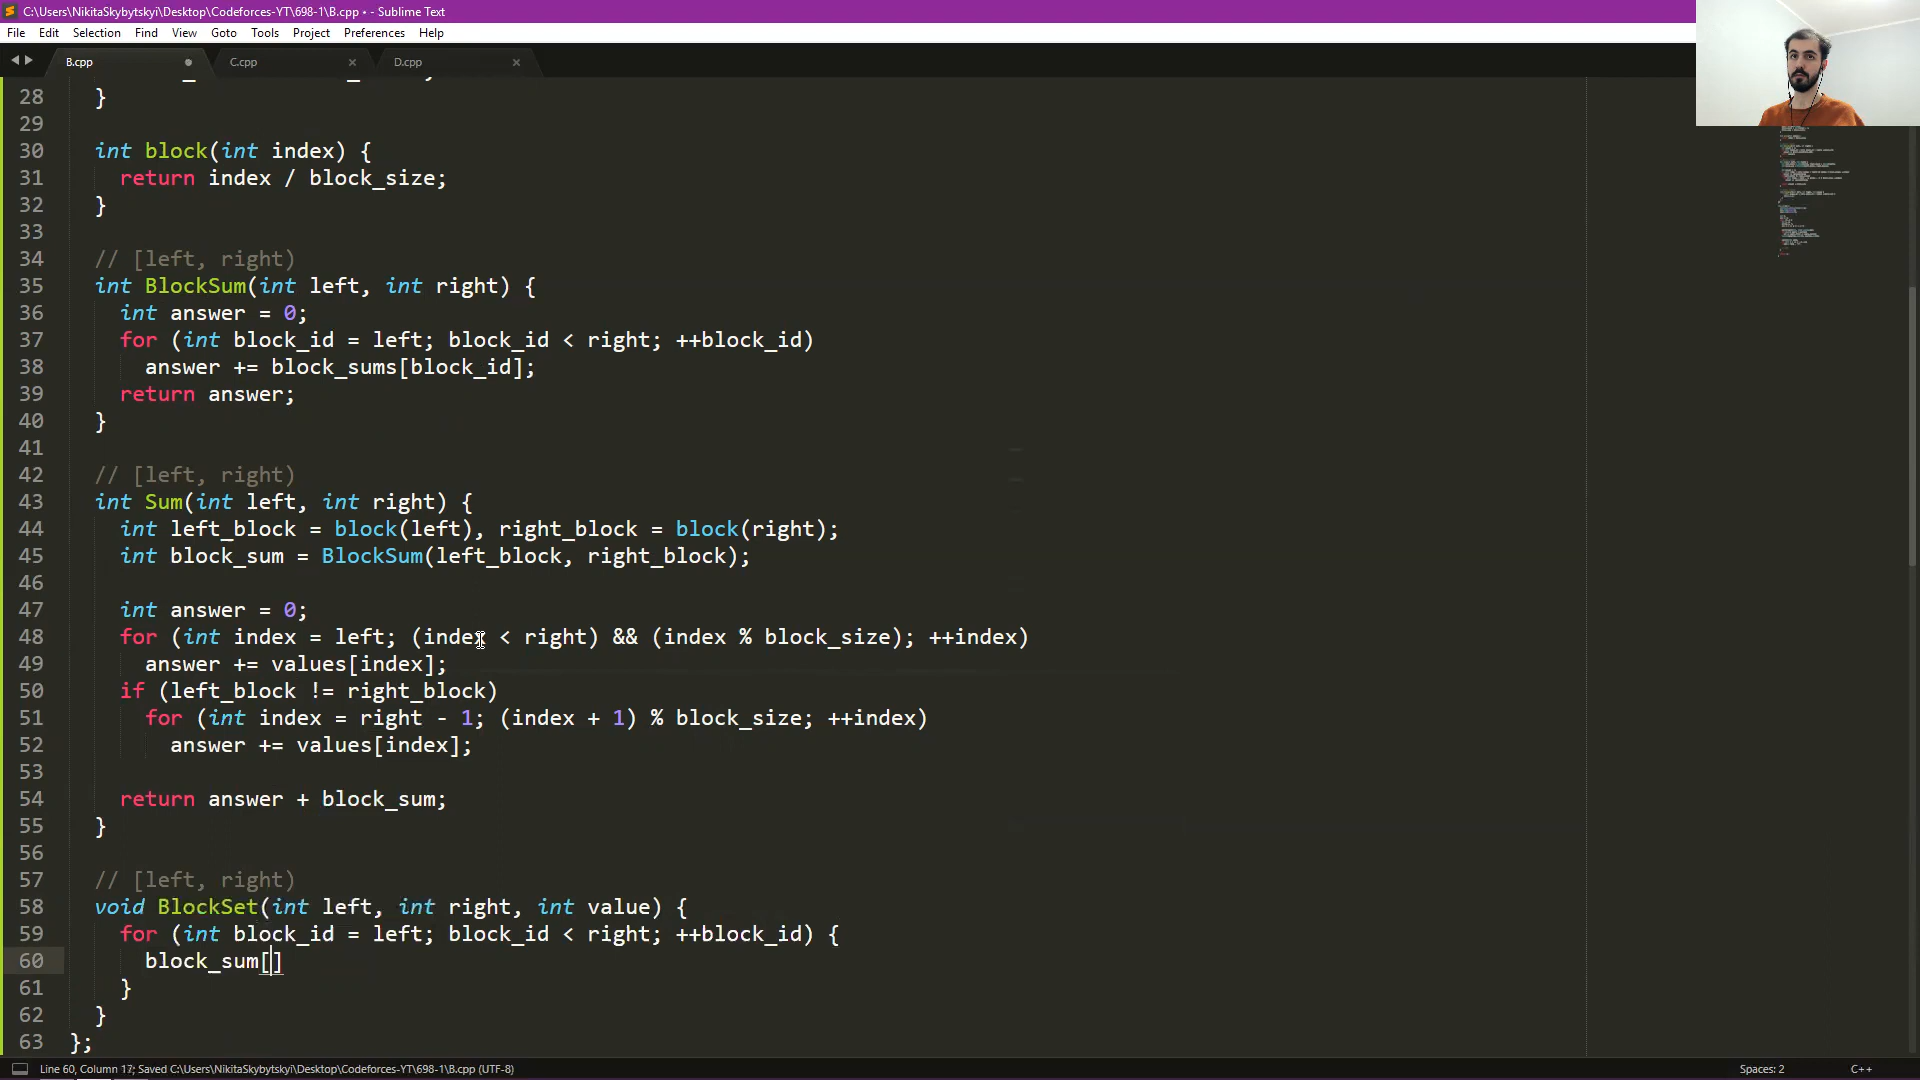 C:\Users\NikitaSkybytskyi\Desktop\Codeforces-YT\698-1\B.cpp • - Sublime Text
File Edit Selection Find View Goto Tools Project Preferences Help
B.cpp C.cpp D.cpp
28 }
29
30 int block(int index) {
31 return index / block_size;
32 }
33
34 // [left, right)
35 int BlockSum(int left, int right) {
36 int answer = 0;
37 for (int block_id = left; block_id < right; ++block_id)
38 answer += block_sums[block_id];
39 return answer;
40 }
41
42 // [left, right)
43 int Sum(int left, int right) {
44 int left_block = block(left), right_block = block(right);
45 int block_sum = BlockSum(left_block, right_block);
46
47 int answer = 0;
48 for (int index = left; (index < right) && (index % block_size); ++index)
49 answer += values[index];
50 if (left_block != right_block)
51 for (int index = right - 1; (index + 1) % block_size; ++index)
52 answer += values[index];
53
54 return answer + block_sum;
55 }
56
57 // [left, right)
58 void BlockSet(int left, int right, int value) {
59 for (int block_id = left; block_id < right; ++block_id) {
60 block_sum[]
61 }
62 }
63 };
Line 60, Column 17; Saved C:\Users\NikitaSkybytskyi\Desktop\Codeforces-YT\698-1\B.cpp (UTF-8) Spaces: 2 C++